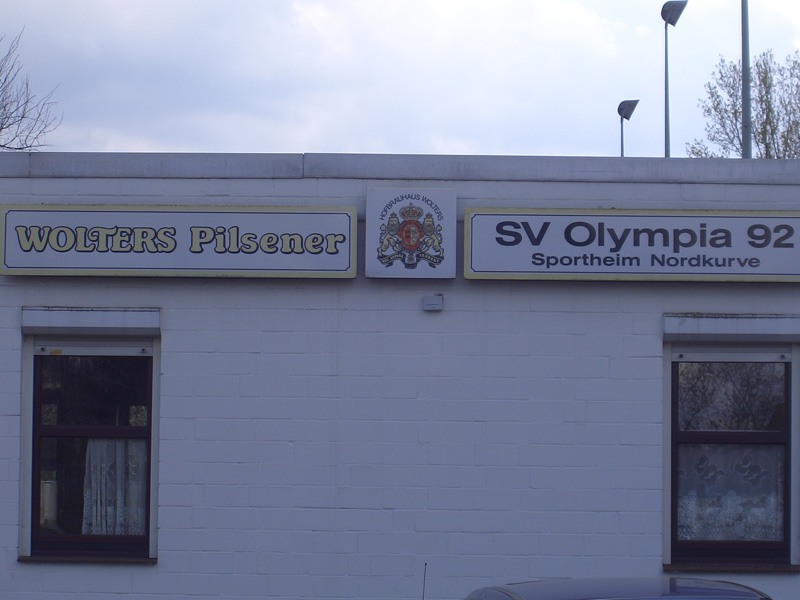 WOLTERS Pilsener
HOFBRAUHAUS WOLTERS
SV Olympia 92
Sportheim Nordkurve